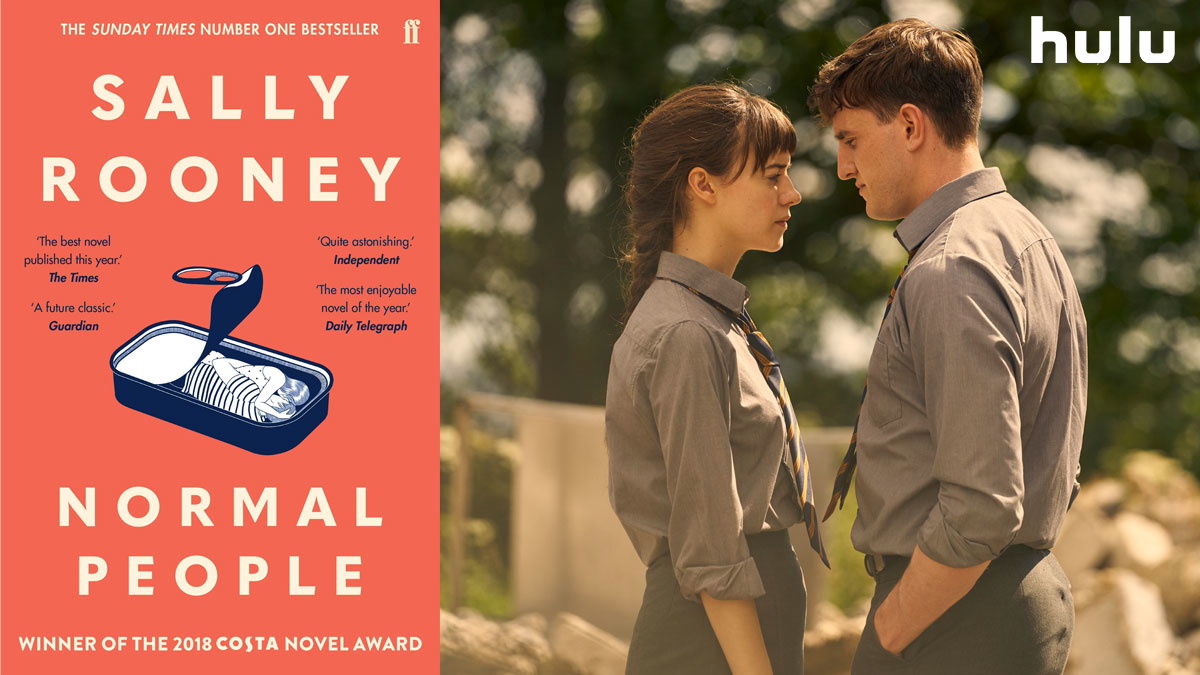 THE SUNDAY TIMES NUMBER ONE BESTSELLER
ff
SALLY
ROONEY
‘The best novel
published this year.’
The Times
‘A future classic.’
Guardian
‘Quite astonishing.’
Independent
‘The most enjoyable
novel of the year.’
Daily Telegraph
NORMAL
PEOPLE
WINNER OF THE 2018 COSTA NOVEL AWARD
hulu